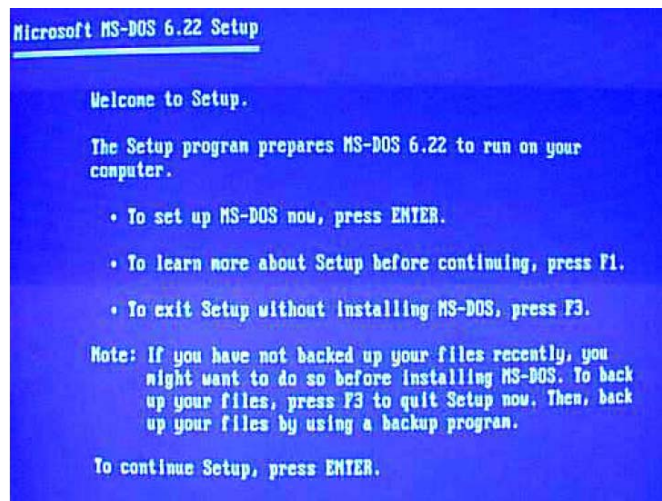 Microsoft MS-DOS 6.22 Setup
Welcome to Setup.
The Setup program prepares MS-DOS 6.22 to run on your
computer.
• To set up MS-DOS now, press ENTER.
• To learn more about Setup before continuing, press F1.
• To exit Setup without installing MS-DOS, press F3.
Note: If you have not backed up your files recently, you
might want to do so before installing MS-DOS. To back
up your files, press F3 to quit Setup now. Then, back
up your files by using a backup program.
To continue Setup, press ENTER.